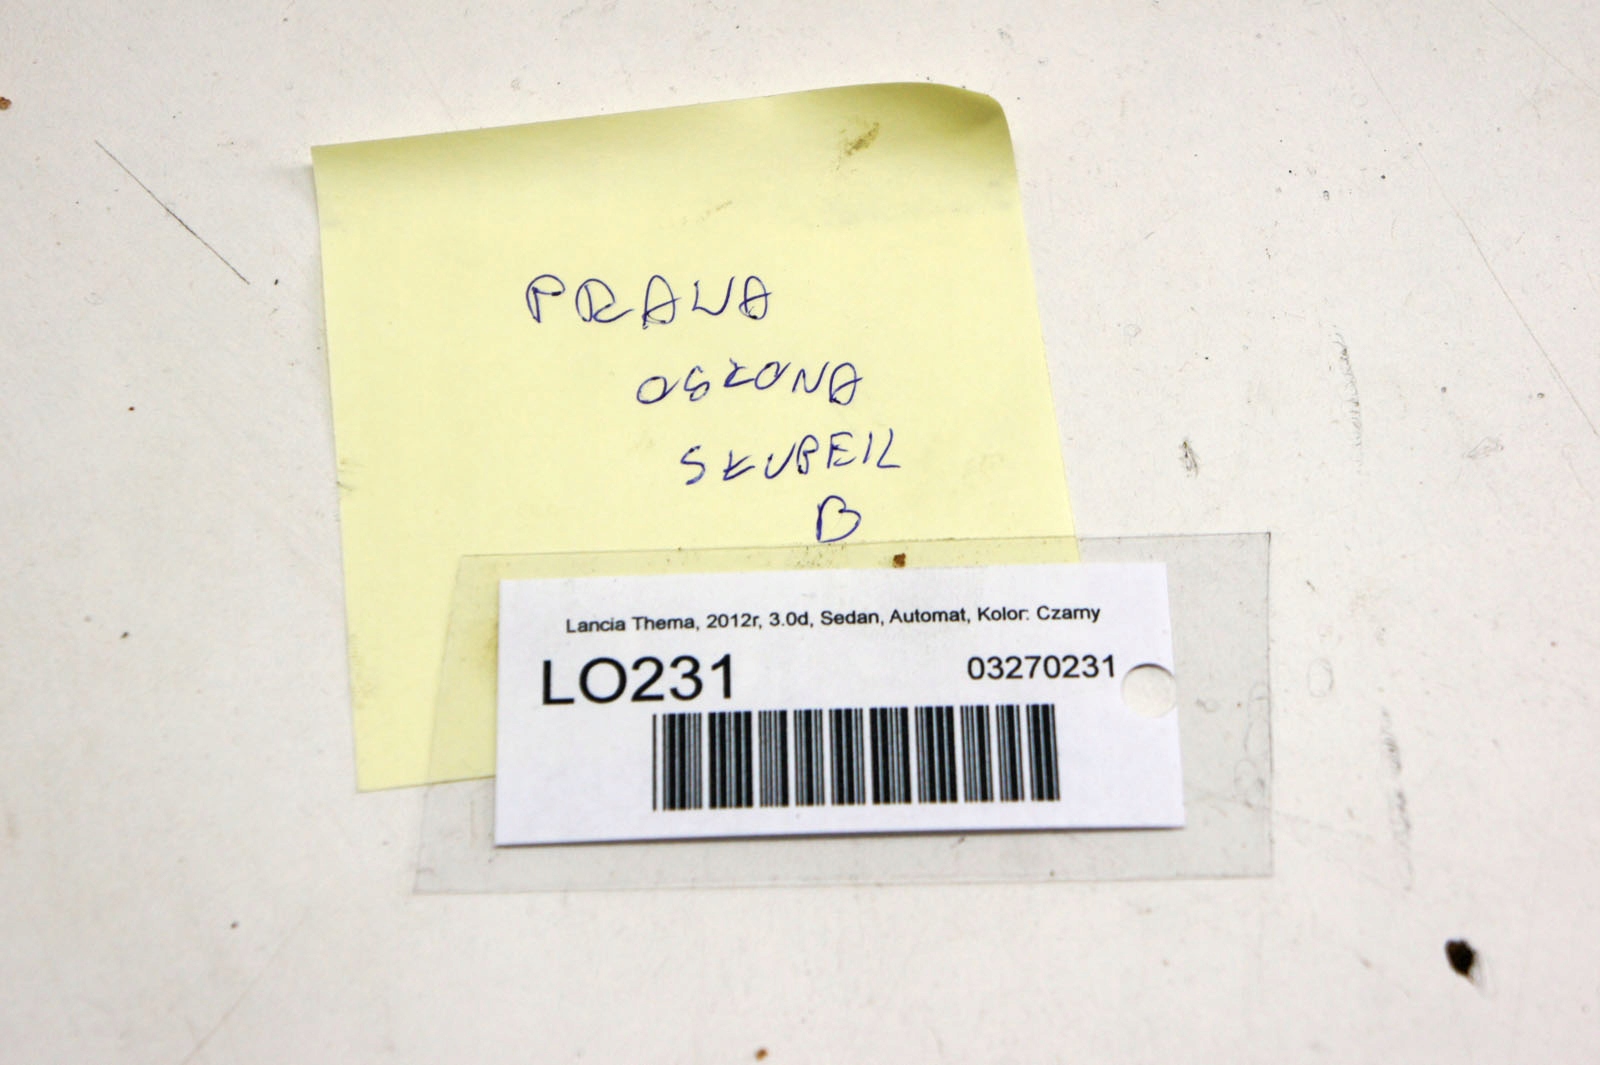 PRAWA
OSŁONA
SŁUPEK
B
Lancia Thema, 2012r, 3.0d, Sedan, Automat, Kolor: Czarny
LO231
03270231